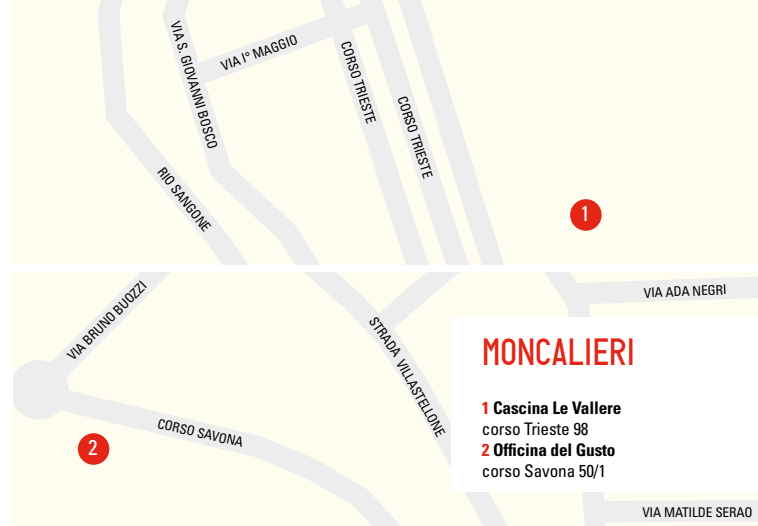 VIA S. GIOVANNI BOSCO
VIA I° MAGGIO
CORSO TRIESTE
CORSO TRIESTE
RIO SANGONE
1
VIA BRUNO BUOZZI
VIA ADA NEGRI
STRADA VILLASTELLONE
CORSO SAVONA
2
MONCALIERI
1 Cascina Le Vallere
corso Trieste 98
2 Officina del Gusto
corso Savona 50/1
VIA MATILDE SERAO